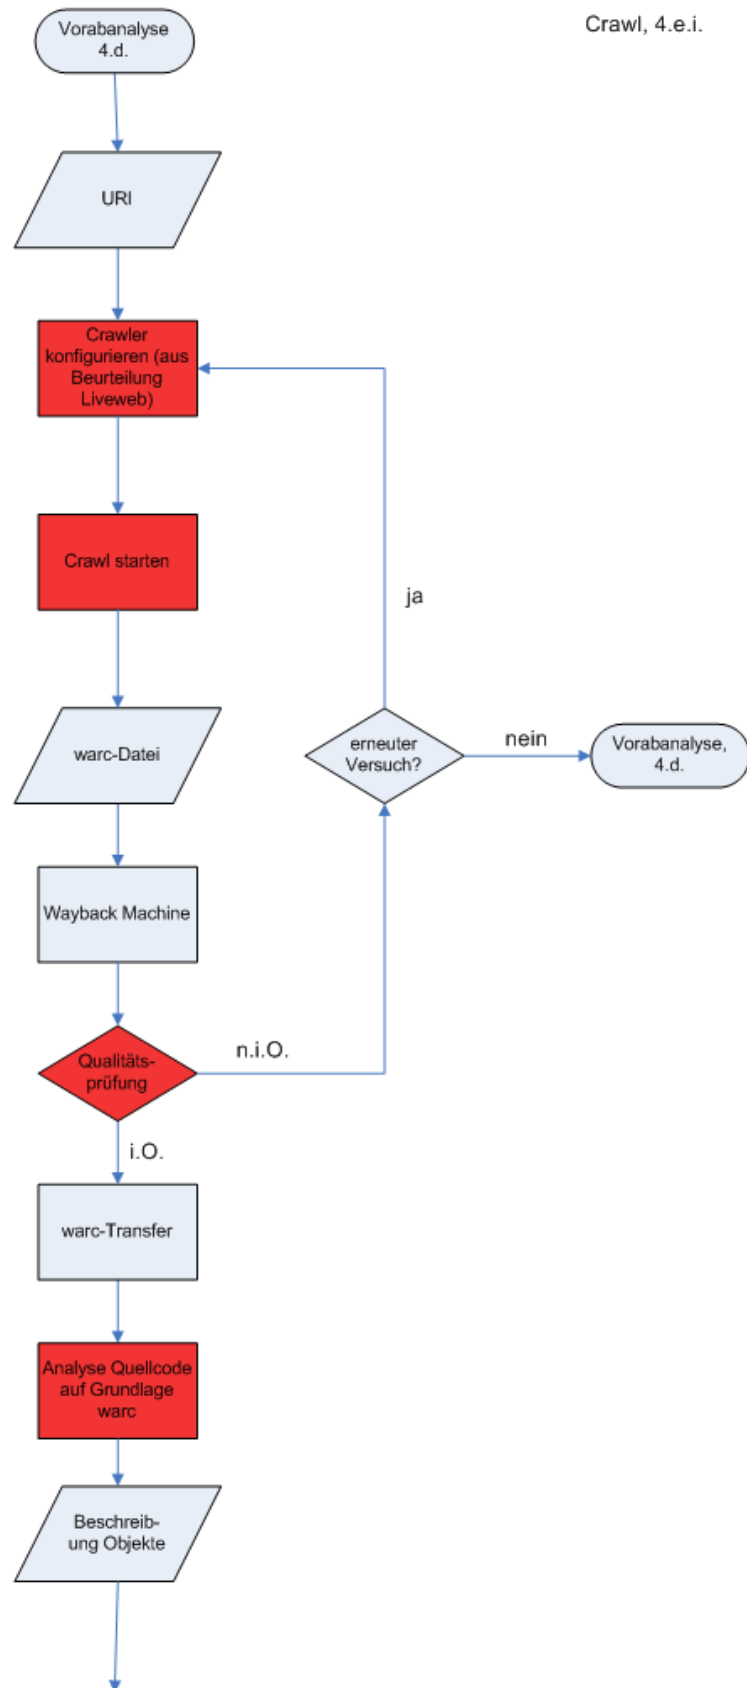 Vorabanalyse
4.d.
Crawl, 4.e.i.
URI
Crawler
konfigurieren (aus
Beurteilung
Liveweb)
Crawl starten
ja
warc-Datei
erneuter
Versuch?
nein
Vorabanalyse,
4.d.
Wayback Machine
Qualitäts-
prüfung
n.i.O.
i.O.
warc-Transfer
Analyse Quellcode
auf Grundlage
warc
Beschreib-
ung Objekte